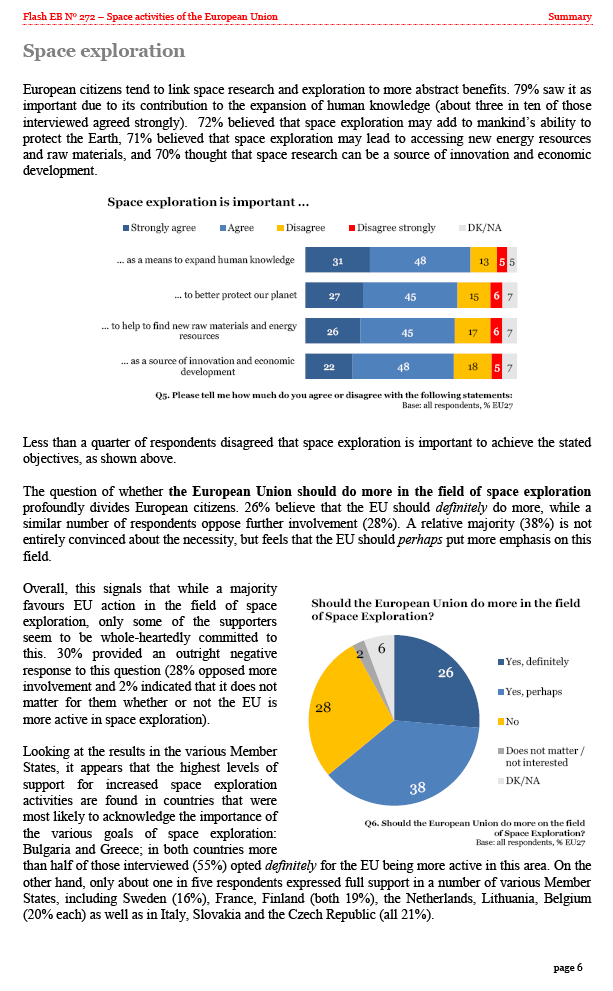 Flash EB Nº 272 – Space activities of the European Union Summary
Space exploration
European citizens tend to link space research and exploration to more abstract benefits. 79% saw it as
important due to its contribution to the expansion of human knowledge (about three in ten of those
interviewed agreed strongly). 72% believed that space exploration may add to mankind's ability to
protect the Earth, 71% believed that space exploration may lead to accessing new energy resources
and raw materials, and 70% thought that space research can be a source of innovation and economic
development.
Space exploration is important ...
Strongly agree Agree Disagree Disagree strongly DK/NA
... as a means to expand human knowledge 31 48 13 5 5
... to better protect our planet 27 45 15 6 7
... to help to find new raw materials and energy
resources 26 45 17 6 7
... as a source of innovation and economic
development 22 48 18 5 7
Q5. Please tell me how much do you agree or disagree with the following statements:
Base: all respondents, % EU27
Less than a quarter of respondents disagreed that space exploration is important to achieve the stated
objectives, as shown above.
The question of whether the European Union should do more in the field of space exploration
profoundly divides European citizens. 26% believe that the EU should definitely do more, while a
similar number of respondents oppose further involvement (28%). A relative majority (38%) is not
entirely convinced about the necessity, but feels that the EU should perhaps put more emphasis on this
field.
Overall, this signals that while a majority
favours EU action in the field of space
exploration, only some of the supporters
seem to be whole-heartedly committed to
this. 30% provided an outright negative
response to this question (28% opposed more
involvement and 2% indicated that it does not
matter for them whether or not the EU is
more active in space exploration).
Should the European Union do more in the field
of Space Exploration?
26
38
28
2
6
Yes, definitely
Yes, perhaps
No
Does not matter /
not interested
DK/NA
Q6. Should the European Union do more on the field
of Space Exploration?
Base: all respondents, % EU27
Looking at the results in the various Member
States, it appears that the highest levels of
support for increased space exploration
activities are found in countries that were
most likely to acknowledge the importance of
the various goals of space exploration:
Bulgaria and Greece; in both countries more
than half of those interviewed (55%) opted definitely for the EU being more active in this area. On the
other hand, only about one in five respondents expressed full support in a number of various Member
States, including Sweden (16%), France, Finland (both 19%), the Netherlands, Lithuania, Belgium
(20% each) as well as in Italy, Slovakia and the Czech Republic (all 21%).
page 6